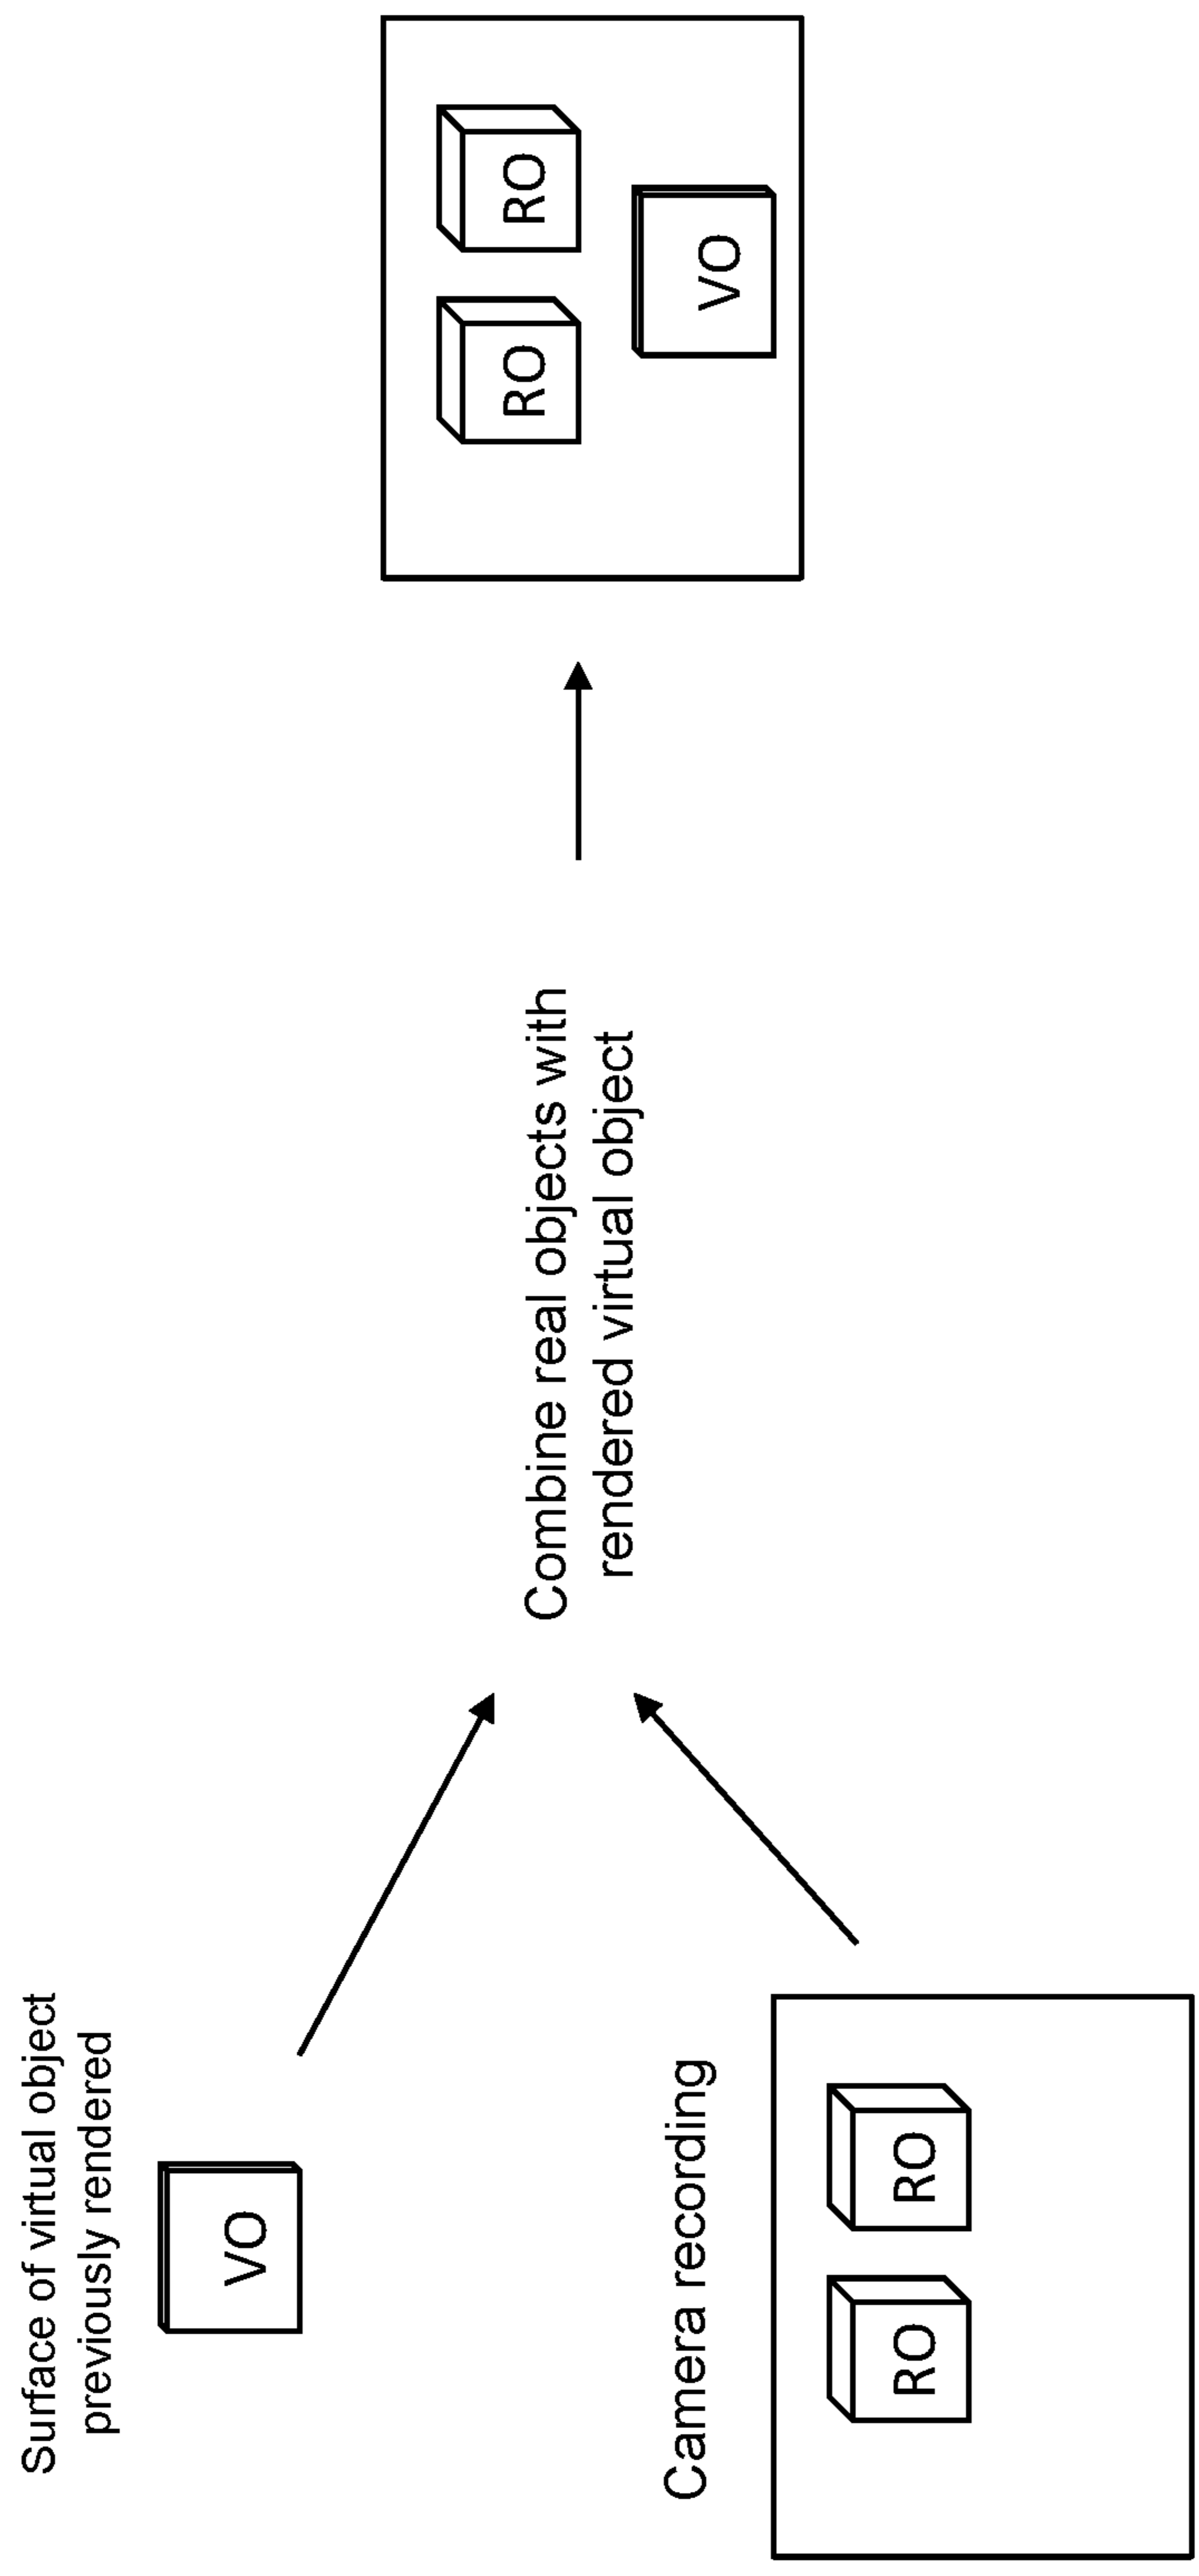 Surface of virtual object
previously rendered
VO
Camera recording
RO RO
Combine real objects with
rendered virtual object
RO RO
VO